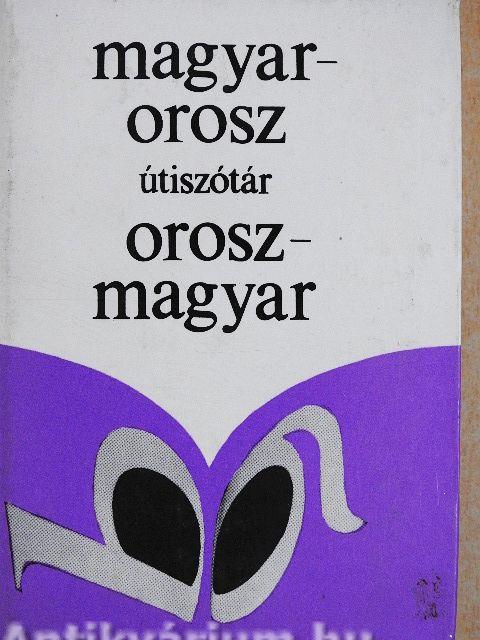 magyar–
orosz
útiszótár
orosz–
magyar
Antikvárium.hu